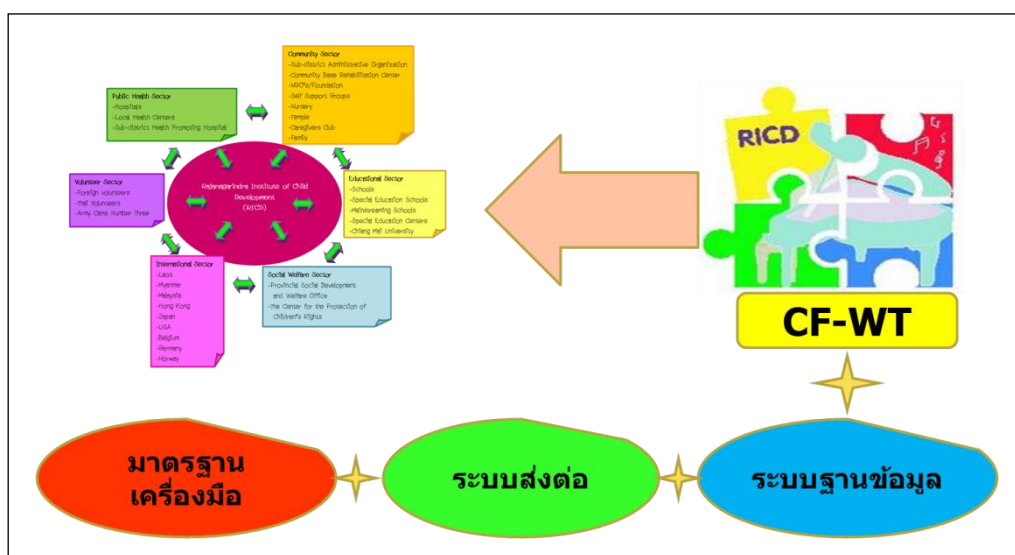 Community Sector
-Sub-district Administrative Organization
-Community Base Rehabilitation Center
-NGO's/Foundation
-Self Support Groups
-Nursery
-Temple
-Caregivers Club
-Family
Public Health Sector
-Hospitals
-Local Health Centers
-Sub-district Health Promoting Hospital
Volunteer Sector
-Foreign Volunteers
-Thai Volunteers
-Army Camp Number Three
Rajanagarindra Institute of Child
Development
(RICD)
Educational Sector
-Schools
-Special Education Schools
-Mainstreaming Schools
-Special Education Centers
-Chiang Mai University
International Sector
-Laos
-Myanmar
-Malaysia
-Hong Kong
-Japan
-USA
-Belgium
-Germany
-Norway
Social Welfare Sector
-Provincial Social Development
and Welfare Office
-The Center for the Protection of
Children's Rights
RICD
CF-WT
มาตรฐาน
เครื่องมือ
ระบบส่งต่อ
ระบบฐานข้อมูล